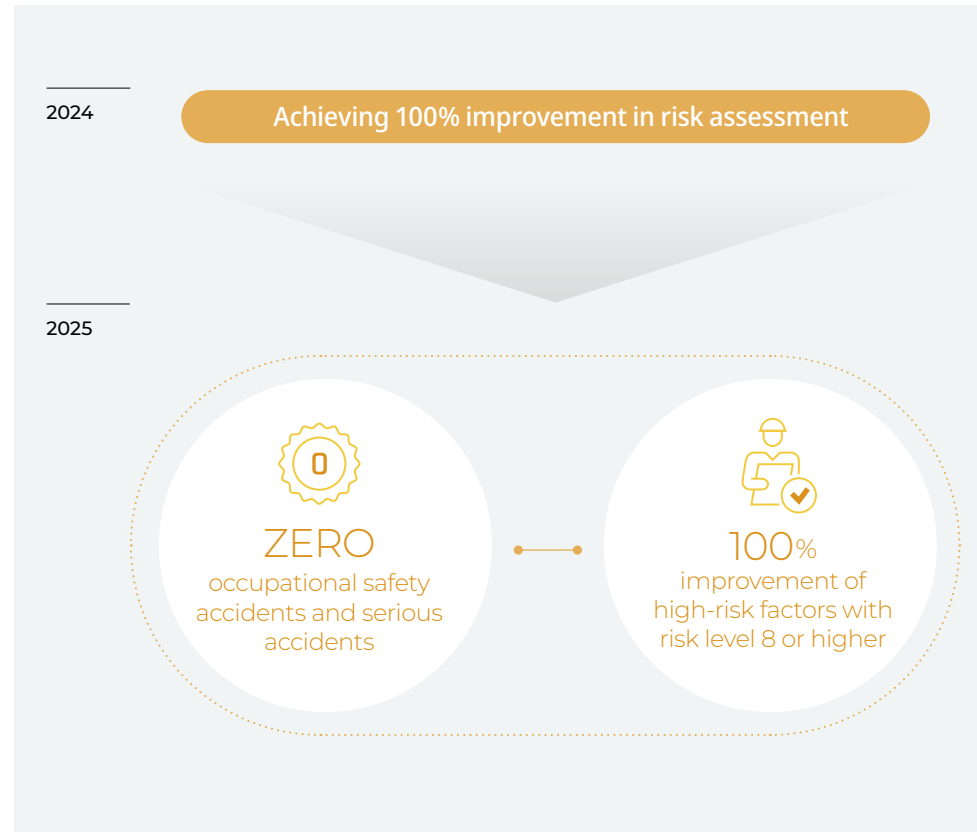 2024
Achieving 100% improvement in risk assessment
2025
0
ZERO
occupational safety
accidents and serious
accidents
100%
improvement of
high-risk factors with
risk level 8 or higher